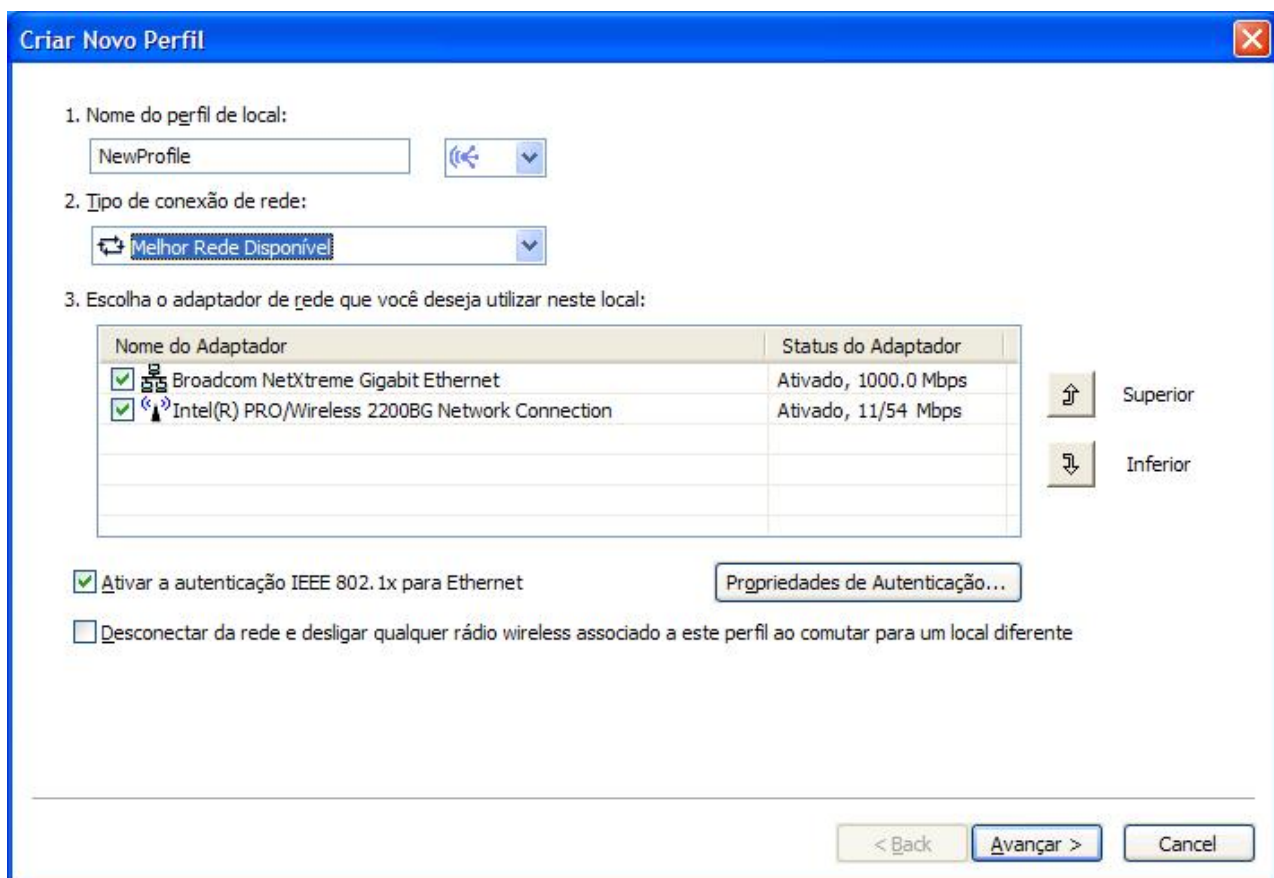 Criar Novo Perfil
1. Nome do perfil de local:
NewProfile
2. Tipo de conexão de rede:
Melhor Rede Disponível
3. Escolha o adaptador de rede que você deseja utilizar neste local:
Nome do Adaptador Status do Adaptador
Broadcom NetXtreme Gigabit Ethernet Ativado, 1000.0 Mbps
Intel(R) PRO/Wireless 2200BG Network Connection Ativado, 11/54 Mbps
Superior
Inferior
Ativar a autenticação IEEE 802.1x para Ethernet Propriedades de Autenticação...
Desconectar da rede e desligar qualquer rádio wireless associado a este perfil ao comutar para um local diferente
< Back Avançar > Cancel